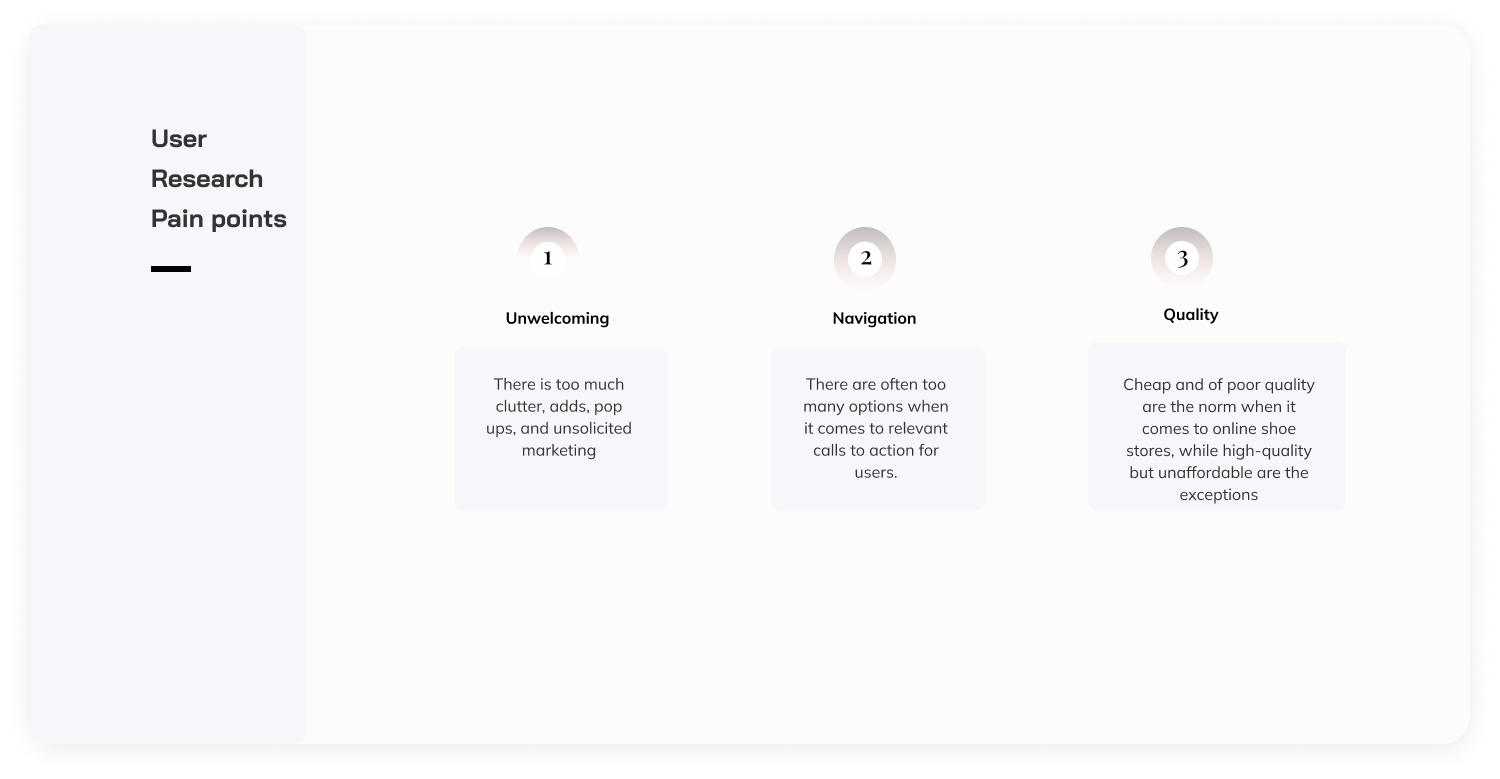 User
Research
Pain points
1
Unwelcoming
There is too much
clutter, adds, pop
ups, and unsolicited
marketing
2
Navigation
There are often too
many options when
it comes to relevant
calls to action for
users.
3
Quality
Cheap and of poor quality
are the norm when it
comes to online shoe
stores, while high-quality
but unaffordable are the
exceptions